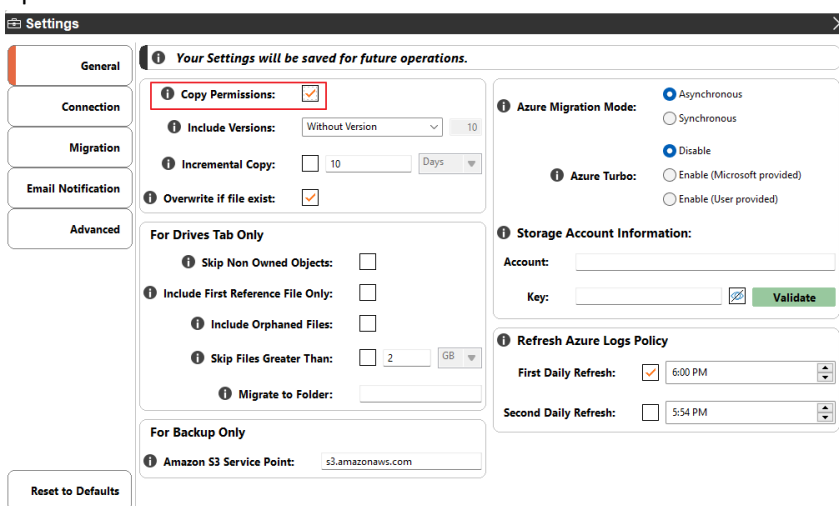 Settings
General
Connection
Migration
Email Notification
Advanced
Reset to Defaults
Your Settings will be saved for future operations.
Copy Permissions:
Include Versions: Without Version 10
Incremental Copy: 10 Days
Overwrite if file exist:
For Drives Tab Only
Skip Non Owned Objects:
Include First Reference File Only:
Include Orphaned Files:
Skip Files Greater Than: 2 GB
Migrate to Folder:
For Backup Only
Amazon S3 Service Point: s3.amazonaws.com
Azure Migration Mode: Asynchronous
Synchronous
Azure Turbo: Disable
Enable (Microsoft provided)
Enable (User provided)
Storage Account Information:
Account:
Key: Validate
Refresh Azure Logs Policy
First Daily Refresh: 6:00 PM
Second Daily Refresh: 5:54 PM